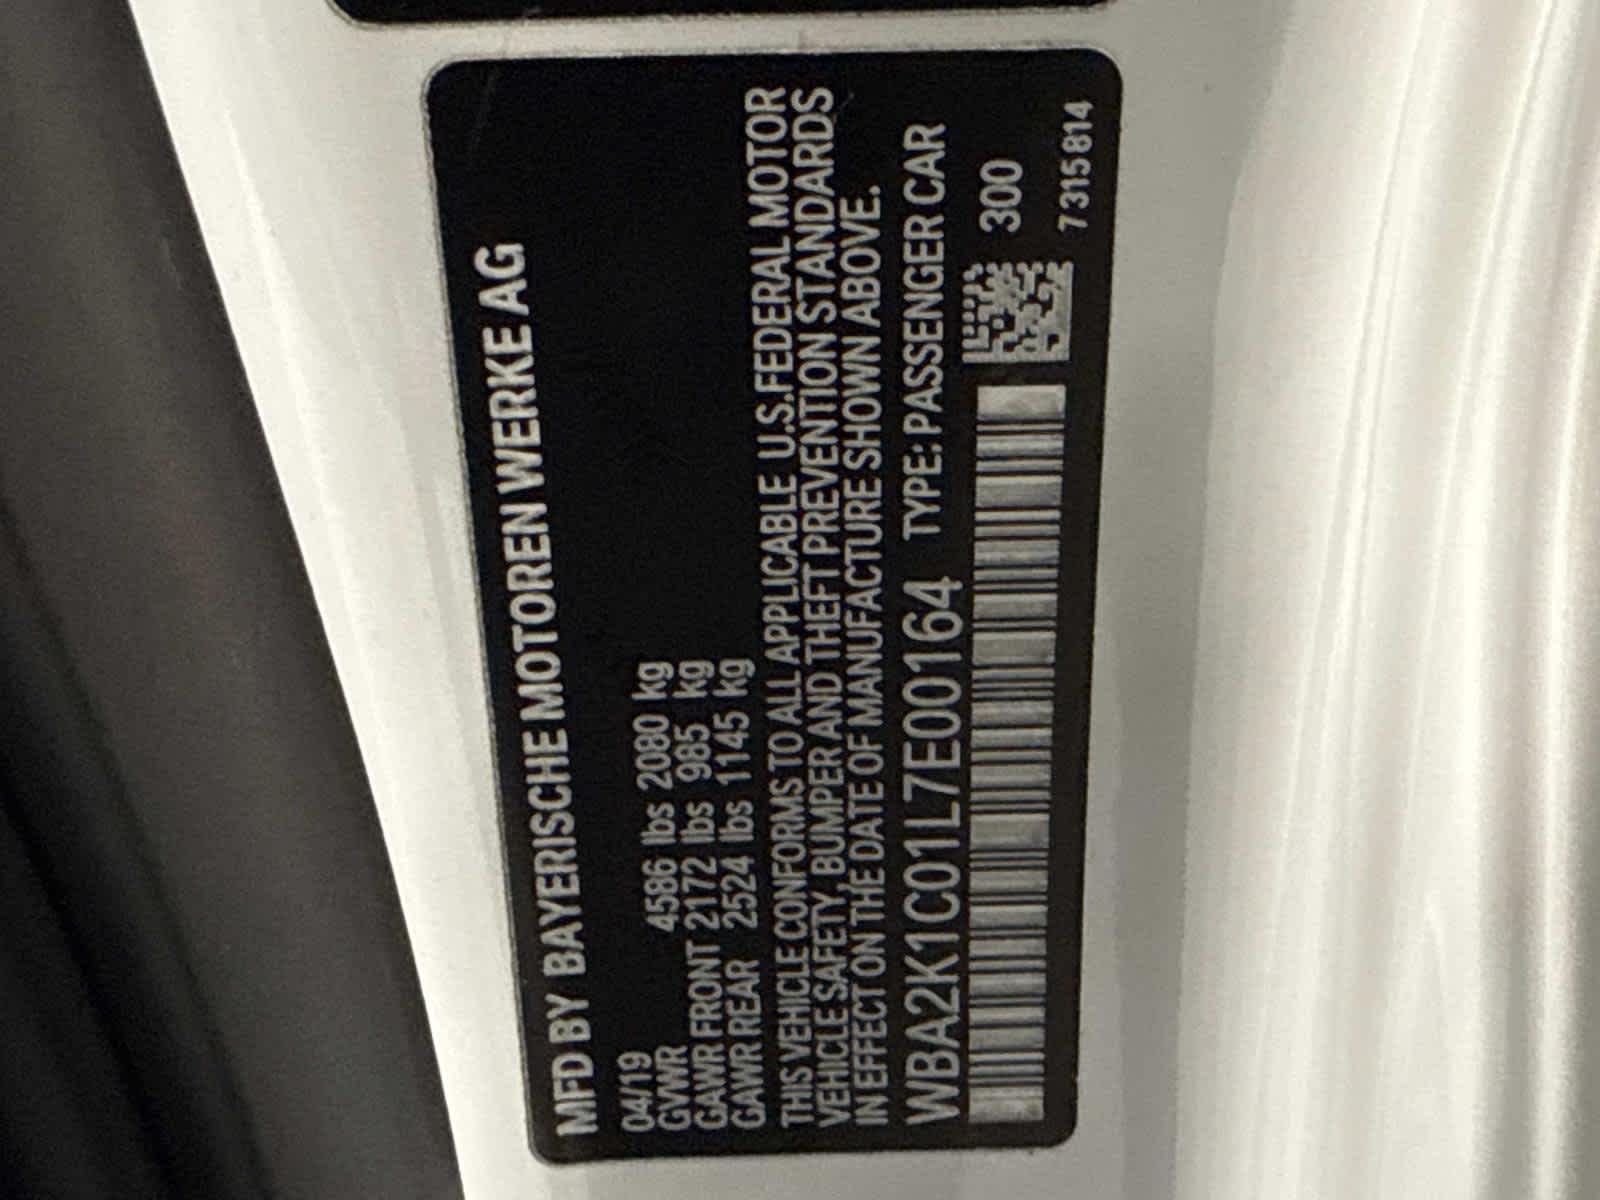 MFD BY BAYERISCHE MOTOREN WERKE AG
04/19
GVWR 4586 lbs 2080 kg
GAWR FRONT 2172 lbs 985 kg
GAWR REAR 2524 lbs 1145 kg
THIS VEHICLE CONFORMS TO ALL APPLICABLE U.S.FEDERAL MOTOR
VEHICLE SAFETY, BUMPER AND THEFT PREVENTION STANDARDS
IN EFFECT ON THE DATE OF MANUFACTURE SHOWN ABOVE.
WBA2K1C01L7E00164 TYPE: PASSENGER CAR
300
7315814